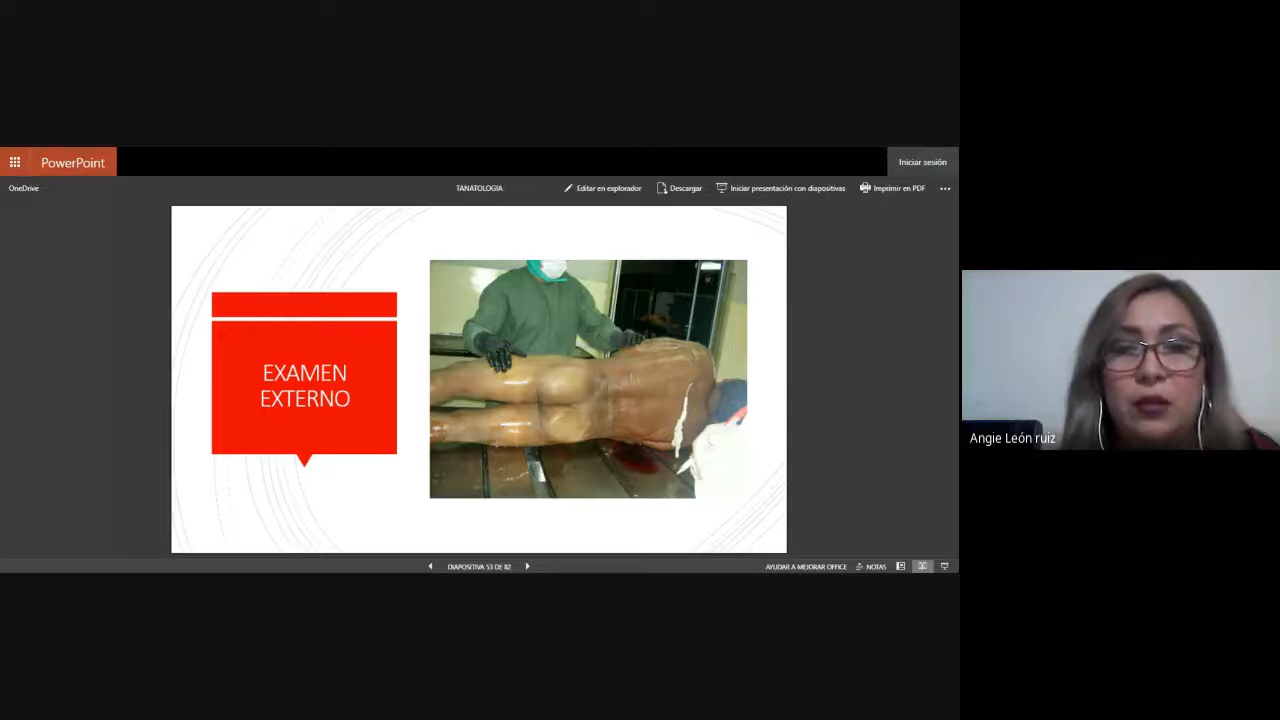 PowerPoint
Iniciar sesión
OneDrive
TANATOLOGIA
Editar en explorador
Descargar
Iniciar presentación con diapositivas
Imprimir en PDF
EXAMEN
EXTERNO
Angie León ruiz
DIAPOSITIVA 53 DE 82
AYUDAR A MEJORAR OFFICE
NOTAS